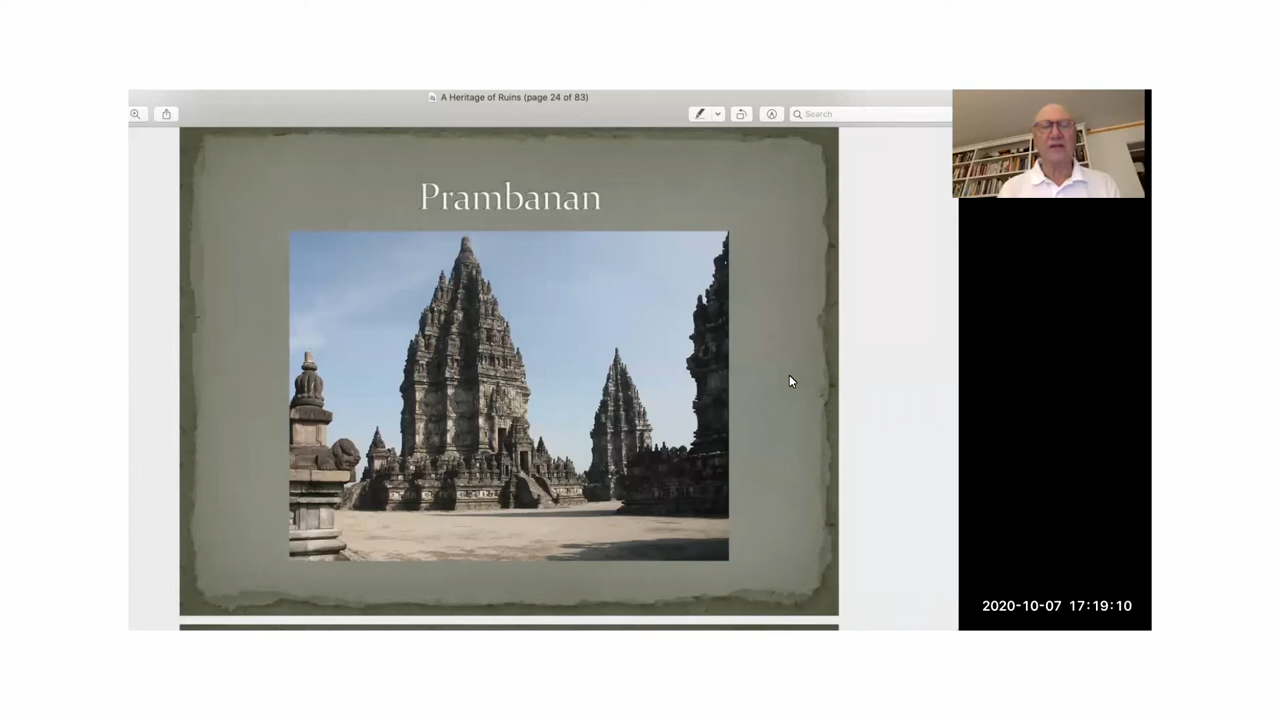 A Heritage of Ruins (page 24 of 83)
Search
Prambanan
2020-10-07 17:19:10